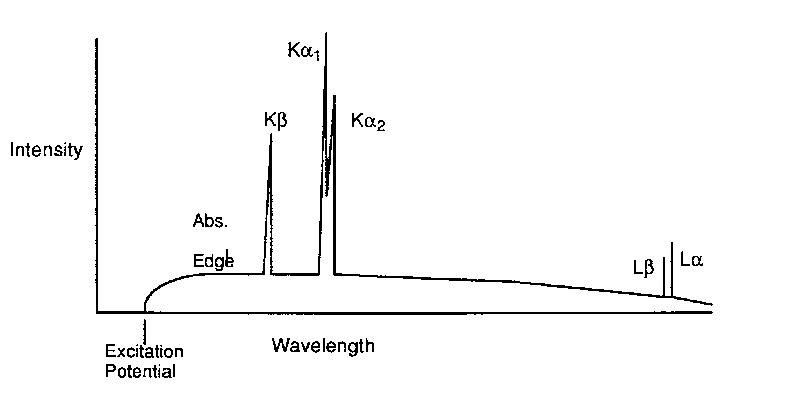 Kα₁
Kβ
Kα₂
Intensity
Abs.
Edge
Lβ
Lα
Excitation
Potential
Wavelength